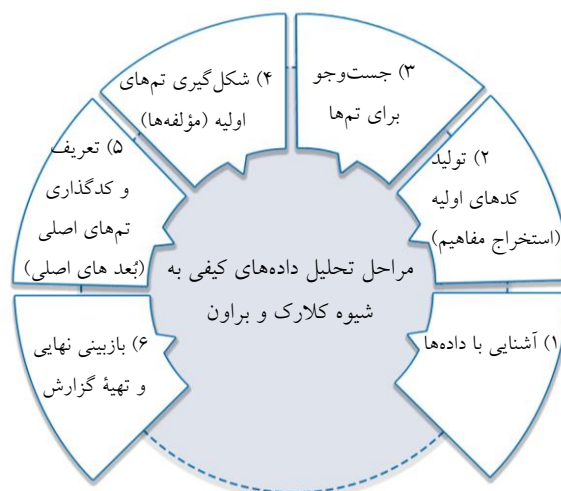 ۱) آشنایی با داده‌ها
۲) تولید
کدهای اولیه
(استخراج مفاهیم)
۳) جست‌وجو
برای تم‌ها
۴) شکل‌گیری تم‌های
اولیه (مؤلفه‌ها)
۵) تعریف
و کدگذاری
تم‌های اصلی
(بُعد های اصلی)
۶) بازبینی نهایی
و تهیۀ گزارش
مراحل تحلیل داده‌های کیفی به
شیوه کلارک و براون